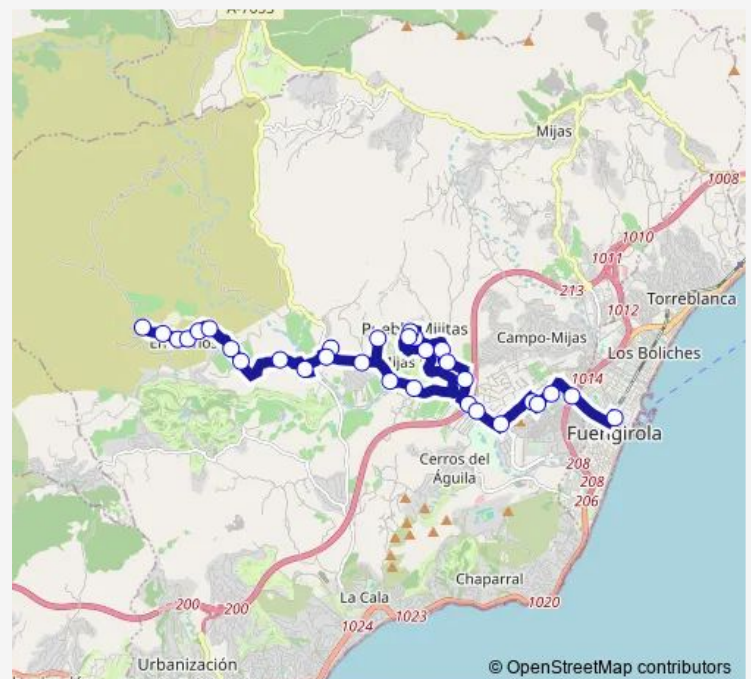 A-7053
Mijas
1008
1010
1011
213
1012
Torreblanca
Campo-Mijas
Los Boliches
Mijas
1014
Fuengirola
Cerros del
Águila
208
208
206
Chaparral
200
200
La Cala
1023
1020
1024
Urbanización
© OpenStreetMap contributors